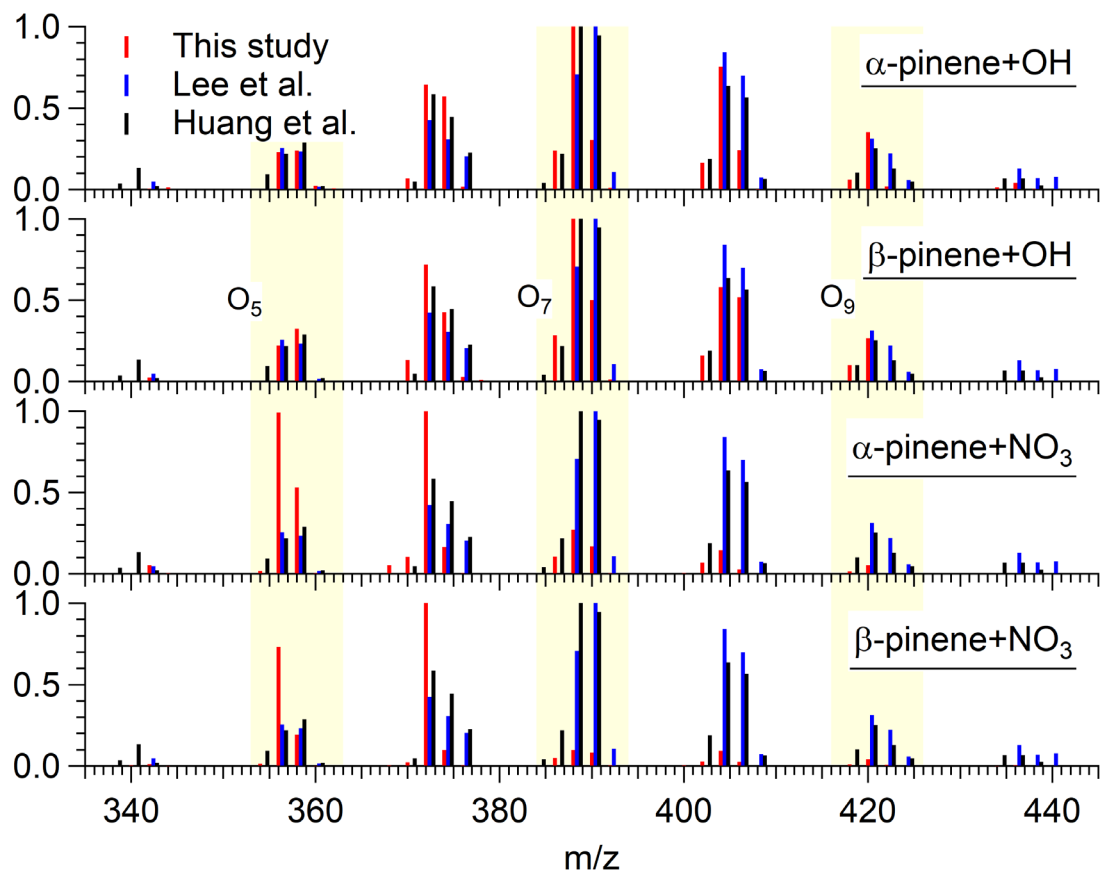 1.0
This study
Lee et al.
Huang et al.
α-pinene+OH
0.5
0.0
1.0
β-pinene+OH
O5
O7
O9
0.5
0.0
1.0
α-pinene+NO3
0.5
0.0
1.0
β-pinene+NO3
0.5
0.0
340 360 380 400 420 440
m/z